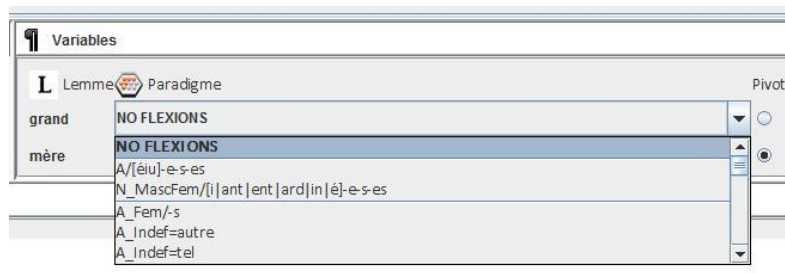 ¶ Variables
L Lemme Paradigme Pivot
grand NO FLEXIONS
mère NO FLEXIONS
A/[éiu]-e-s-es
N_MascFem/[i|ant|ent|ard|in|é]-e-s-es
A_Fem/-s
A_Indef=autre
A_Indef=tel